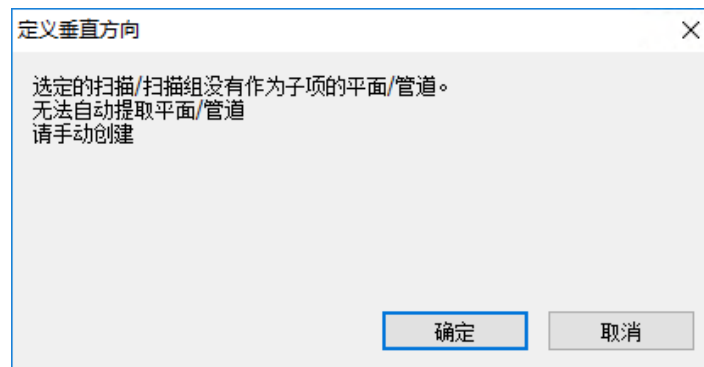 定义垂直方向
选定的扫描/扫描组没有作为子项的平面/管道。
无法自动提取平面/管道
请手动创建
确定
取消